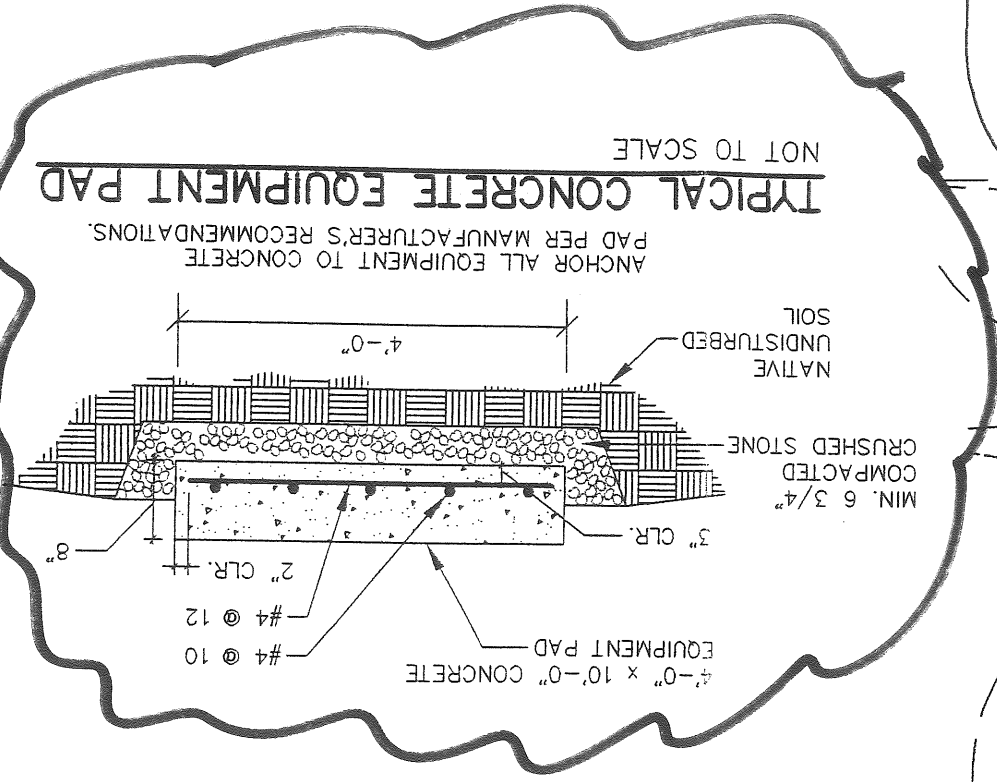 4'-0" x 10'-0" CONCRETE
EQUIPMENT PAD
#4 @ 10
#4 @ 12
2" CLR.
3" CLR.
8"
MIN. 6 3/4"
COMPACTED
CRUSHED STONE
NATIVE
UNDISTURBED
SOIL
4'-0"
ANCHOR ALL EQUIPMENT TO CONCRETE
PAD PER MANUFACTURER'S RECOMMENDATIONS.
TYPICAL CONCRETE EQUIPMENT PAD
NOT TO SCALE